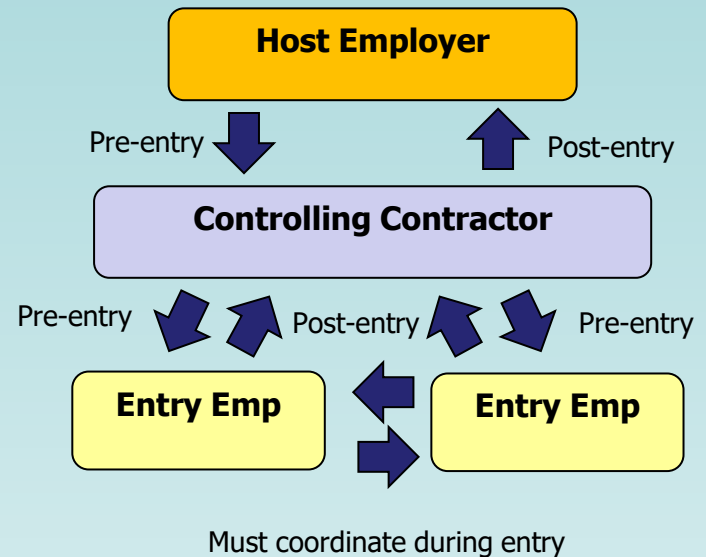 Host Employer
Pre-entry
Post-entry
Controlling Contractor
Pre-entry
Post-entry
Pre-entry
Entry Emp
Entry Emp
Must coordinate during entry